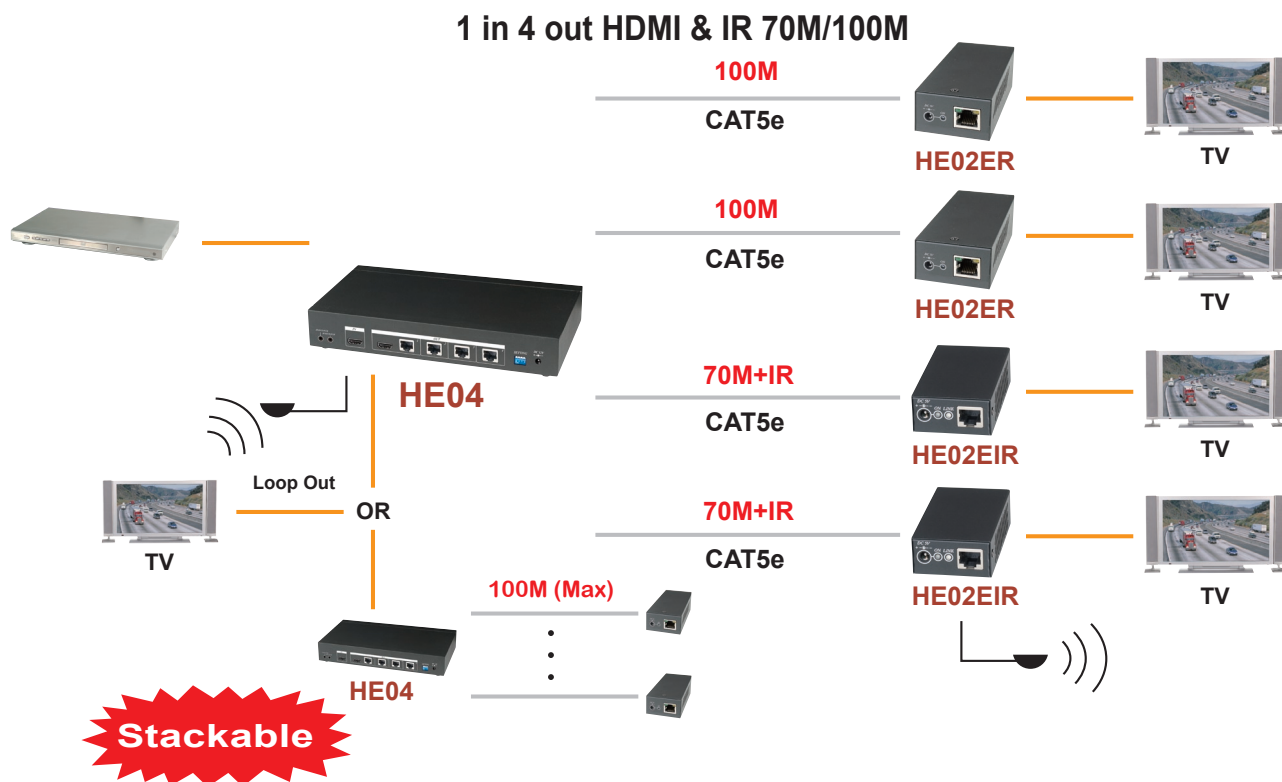 1 in 4 out HDMI & IR 70M/100M
100M
CAT5e
HE02ER
TV
100M
CAT5e
HE02ER
TV
HE04
70M+IR
CAT5e
HE02EIR
TV
Loop Out
OR
TV
70M+IR
CAT5e
HE02EIR
TV
100M (Max)
HE04
Stackable